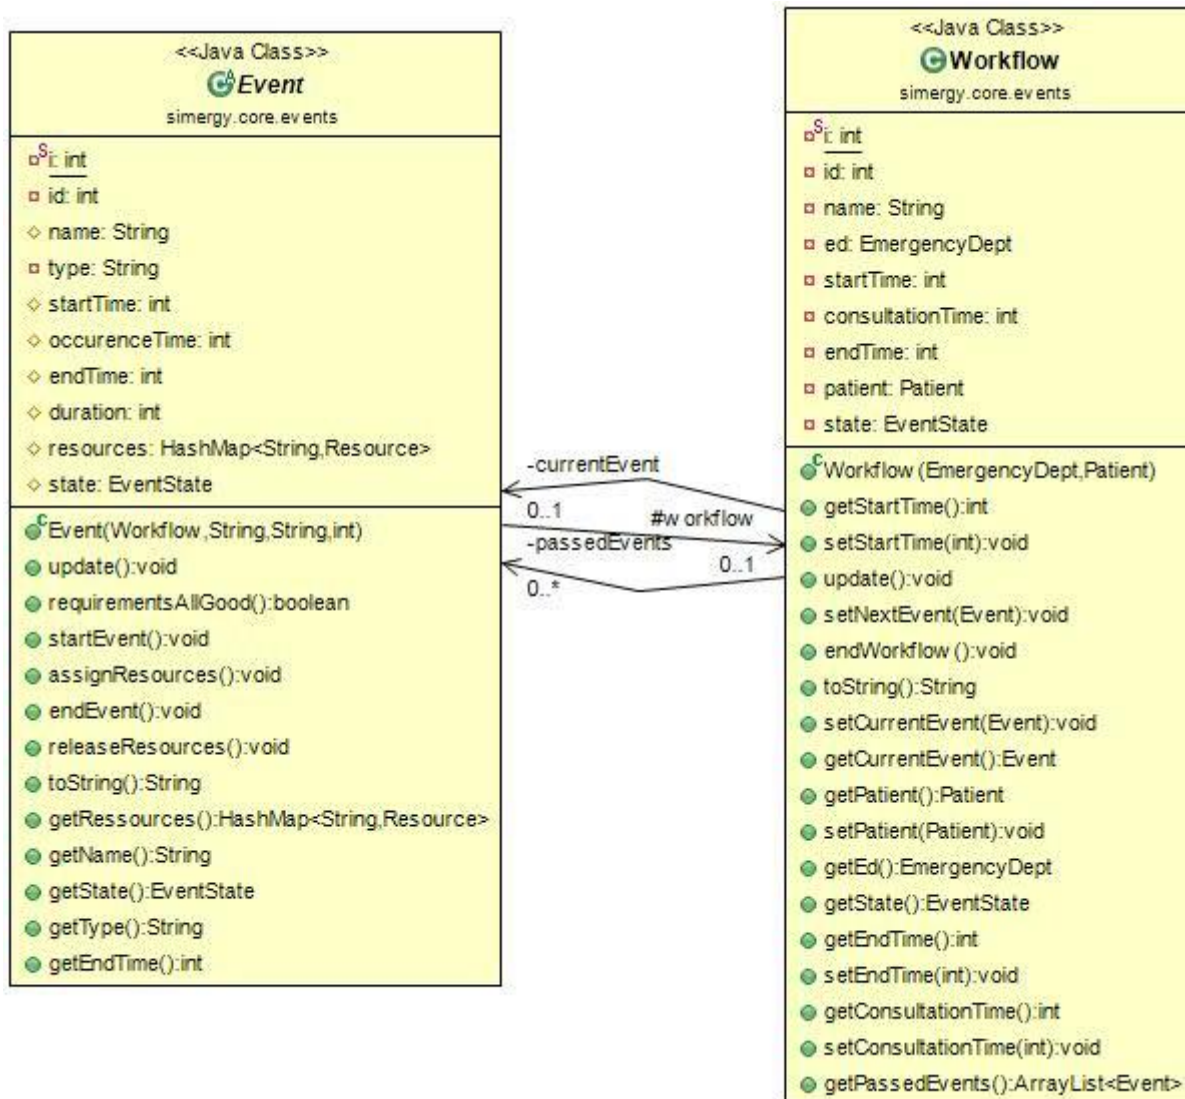 <<Java Class>>
Event
simergy.core.events
i: int
id: int
name: String
type: String
startTime: int
occurenceTime: int
endTime: int
duration: int
resources: HashMap<String,Resource>
state: EventState
Event(Workflow,String,String,int)
update():void
requirementsAllGood():boolean
startEvent():void
assignResources():void
endEvent():void
releaseResources():void
toString():String
getRessources():HashMap<String,Resource>
getName():String
getState():EventState
getType():String
getEndTime():int
-currentEvent
0..1
#workflow
-passedEvents
0..1
0..*
<<Java Class>>
Workflow
simergy.core.events
i: int
id: int
name: String
ed: EmergencyDept
startTime: int
consultationTime: int
endTime: int
patient: Patient
state: EventState
Workflow(EmergencyDept,Patient)
getStartTime():int
setStartTime(int):void
update():void
setNextEvent(Event):void
endWorkflow():void
toString():String
setCurrentEvent(Event):void
getCurrentEvent():Event
getPatient():Patient
setPatient(Patient):void
getEd():EmergencyDept
getState():EventState
getEndTime():int
setEndTime(int):void
getConsultationTime():int
setConsultationTime(int):void
getPassedEvents():ArrayList<Event>